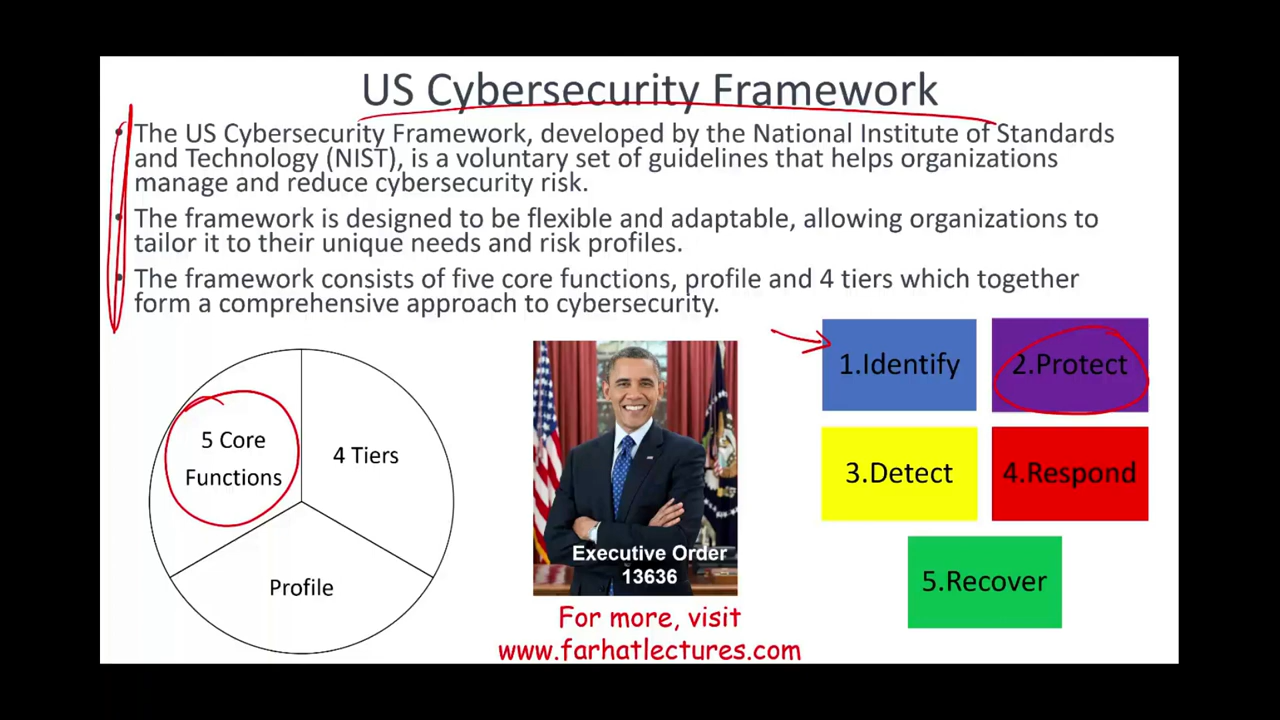 US Cybersecurity Framework
• The US Cybersecurity Framework, developed by the National Institute of Standards
and Technology (NIST), is a voluntary set of guidelines that helps organizations
manage and reduce cybersecurity risk.
• The framework is designed to be flexible and adaptable, allowing organizations to
tailor it to their unique needs and risk profiles.
• The framework consists of five core functions, profile and 4 tiers which together
form a comprehensive approach to cybersecurity.
5 Core
Functions
4 Tiers
Profile
Executive Order
13636
For more, visit
www.farhatlectures.com
1.Identify
2.Protect
3.Detect
4.Respond
5.Recover